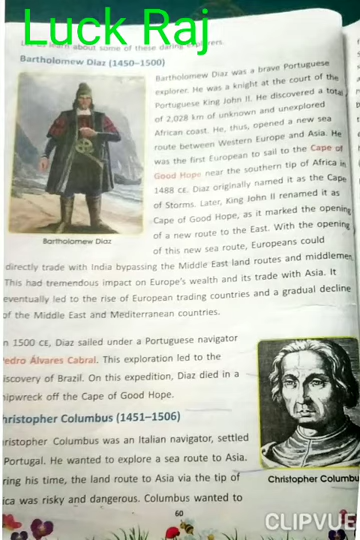 Luck Raj
learn about some of these daring explorers.
Bartholomew Diaz (1450–1500)
Bartholomew Diaz was a brave Portuguese
explorer. He was a knight at the court of the
Portuguese King John II. He discovered a total
of 2,028 km of unknown and unexplored
African coast. He, thus, opened a new sea
route between Western Europe and Asia. He
was the first European to sail to the Cape of
Good Hope near the southern tip of Africa in
1488 CE. Diaz originally named it as the Cape
of Storms. Later, King John II renamed it as
Cape of Good Hope, as it marked the opening
of a new route to the East. With the opening
of this new sea route, Europeans could
Bartholomew Diaz
directly trade with India bypassing the Middle East land routes and middlemen
This had tremendous impact on Europe's wealth and its trade with Asia. It
eventually led to the rise of European trading countries and a gradual decline
of the Middle East and Mediterranean countries.
n 1500 CE, Diaz sailed under a Portuguese navigator
Pedro Álvares Cabral. This exploration led to the
iscovery of Brazil. On this expedition, Diaz died in a
hipwreck off the Cape of Good Hope.
hristopher Columbus (1451–1506)
hristopher Columbus was an Italian navigator, settled
Portugal. He wanted to explore a sea route to Asia.
ring his time, the land route to Asia via the tip of
ica was risky and dangerous. Columbus wanted to
Christopher Columbu
60
CLIPVUE